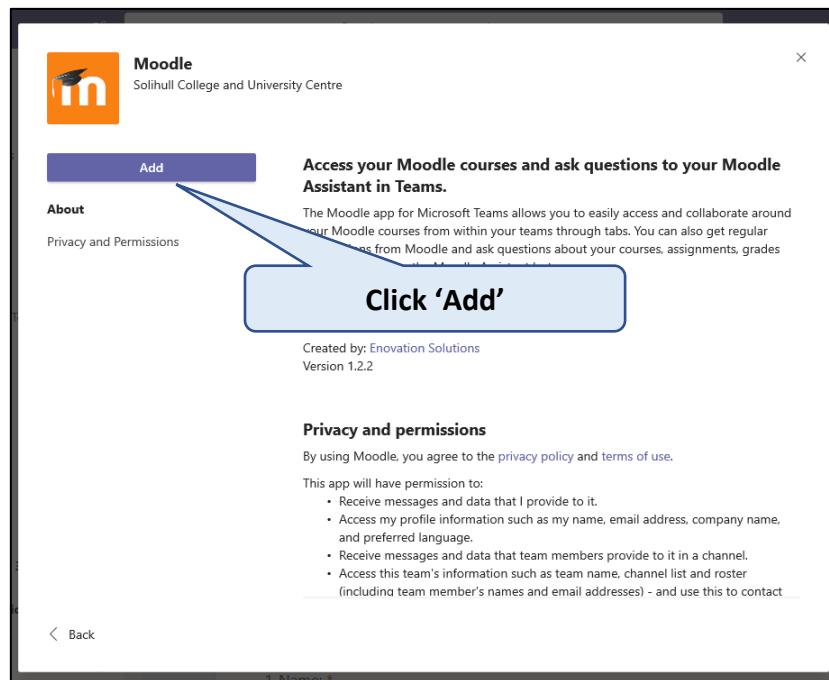 Moodle
Solihull College and University Centre
Add
About
Privacy and Permissions
Access your Moodle courses and ask questions to your Moodle
Assistant in Teams.
The Moodle app for Microsoft Teams allows you to easily access and collaborate around
your Moodle courses from within your teams through tabs. You can also get regular
from Moodle and ask questions about your courses, assignments, grades
Click ‘Add’
Created by: Enovation Solutions
Version 1.2.2
Privacy and permissions
By using Moodle, you agree to the privacy policy and terms of use.
This app will have permission to:
• Receive messages and data that I provide to it.
• Access my profile information such as my name, email address, company name,
and preferred language.
• Receive messages and data that team members provide to it in a channel.
• Access this team's information such as team name, channel list and roster
(including team member's names and email addresses) - and use this to contact
Back
1. Name: *